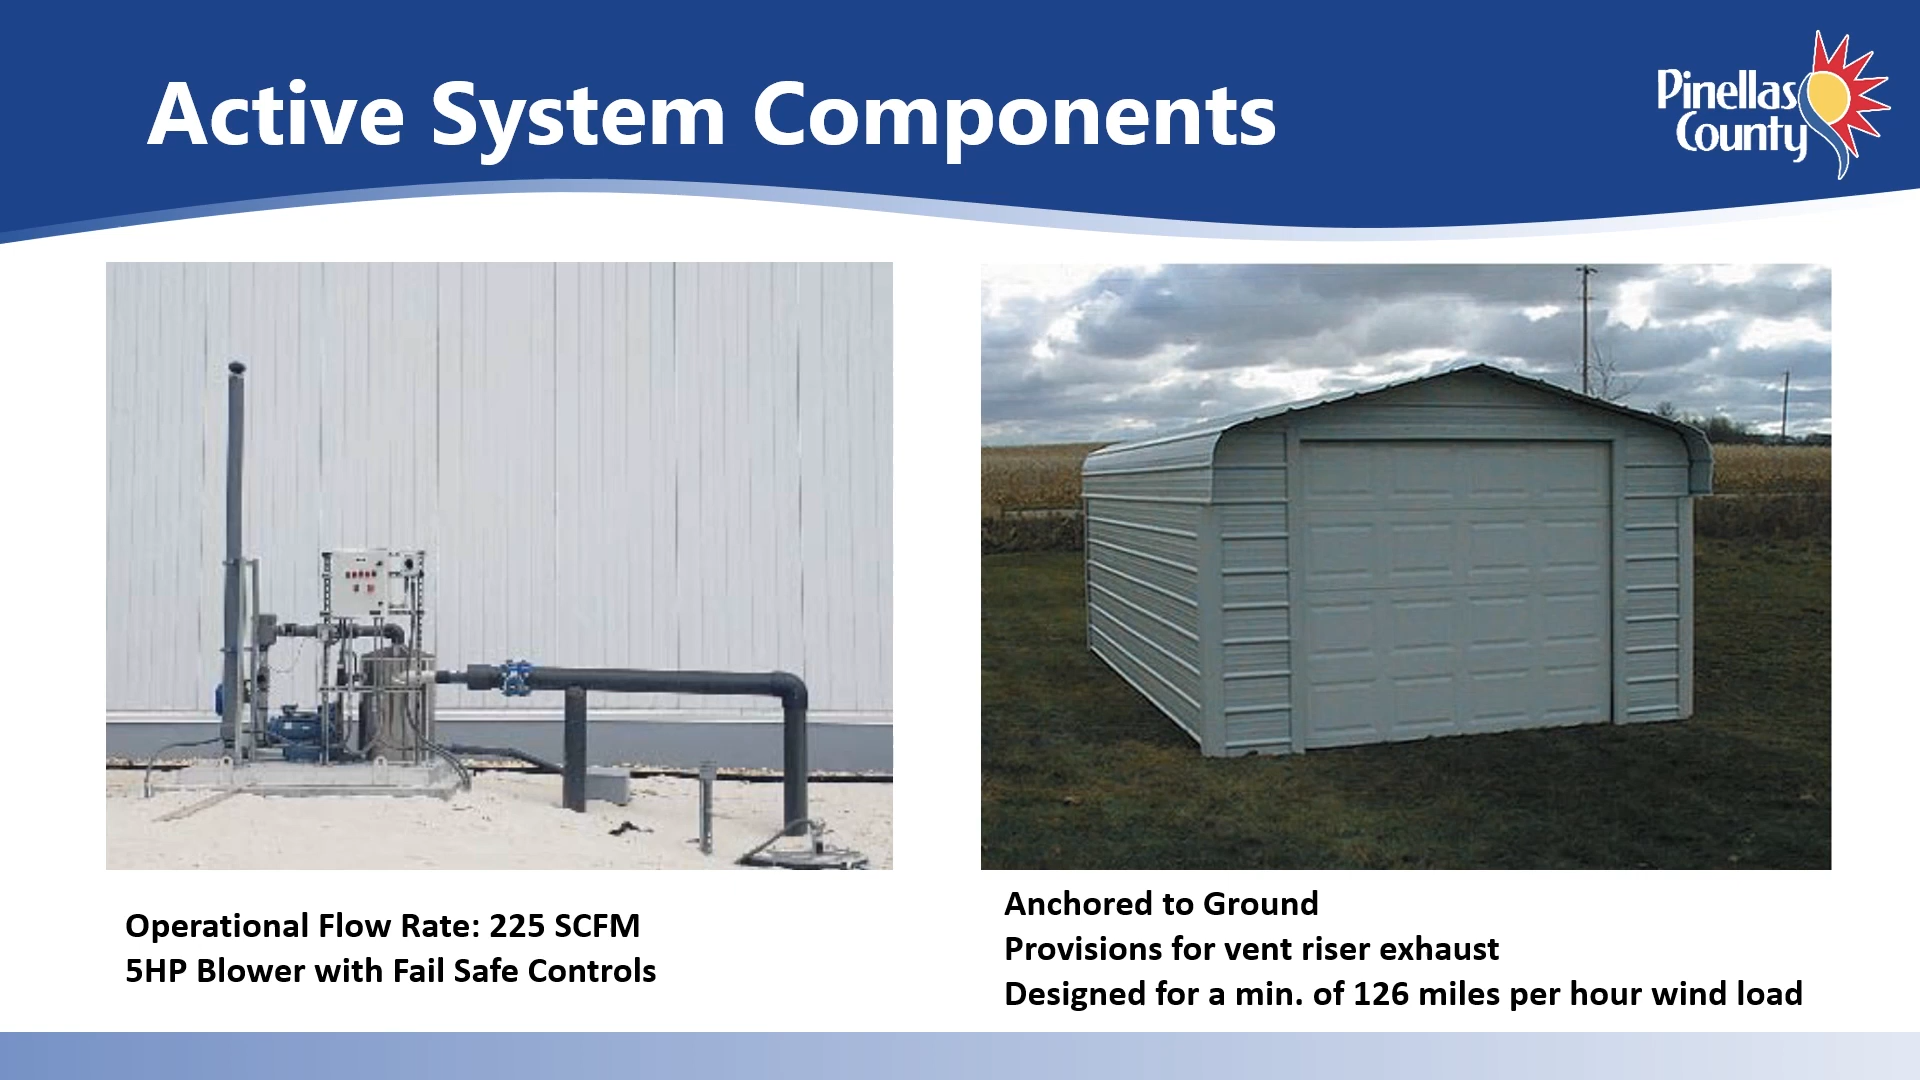 Active System Components
Pinellas
County
Operational Flow Rate: 225 SCFM
5HP Blower with Fail Safe Controls
Anchored to Ground
Provisions for vent riser exhaust
Designed for a min. of 126 miles per hour wind load